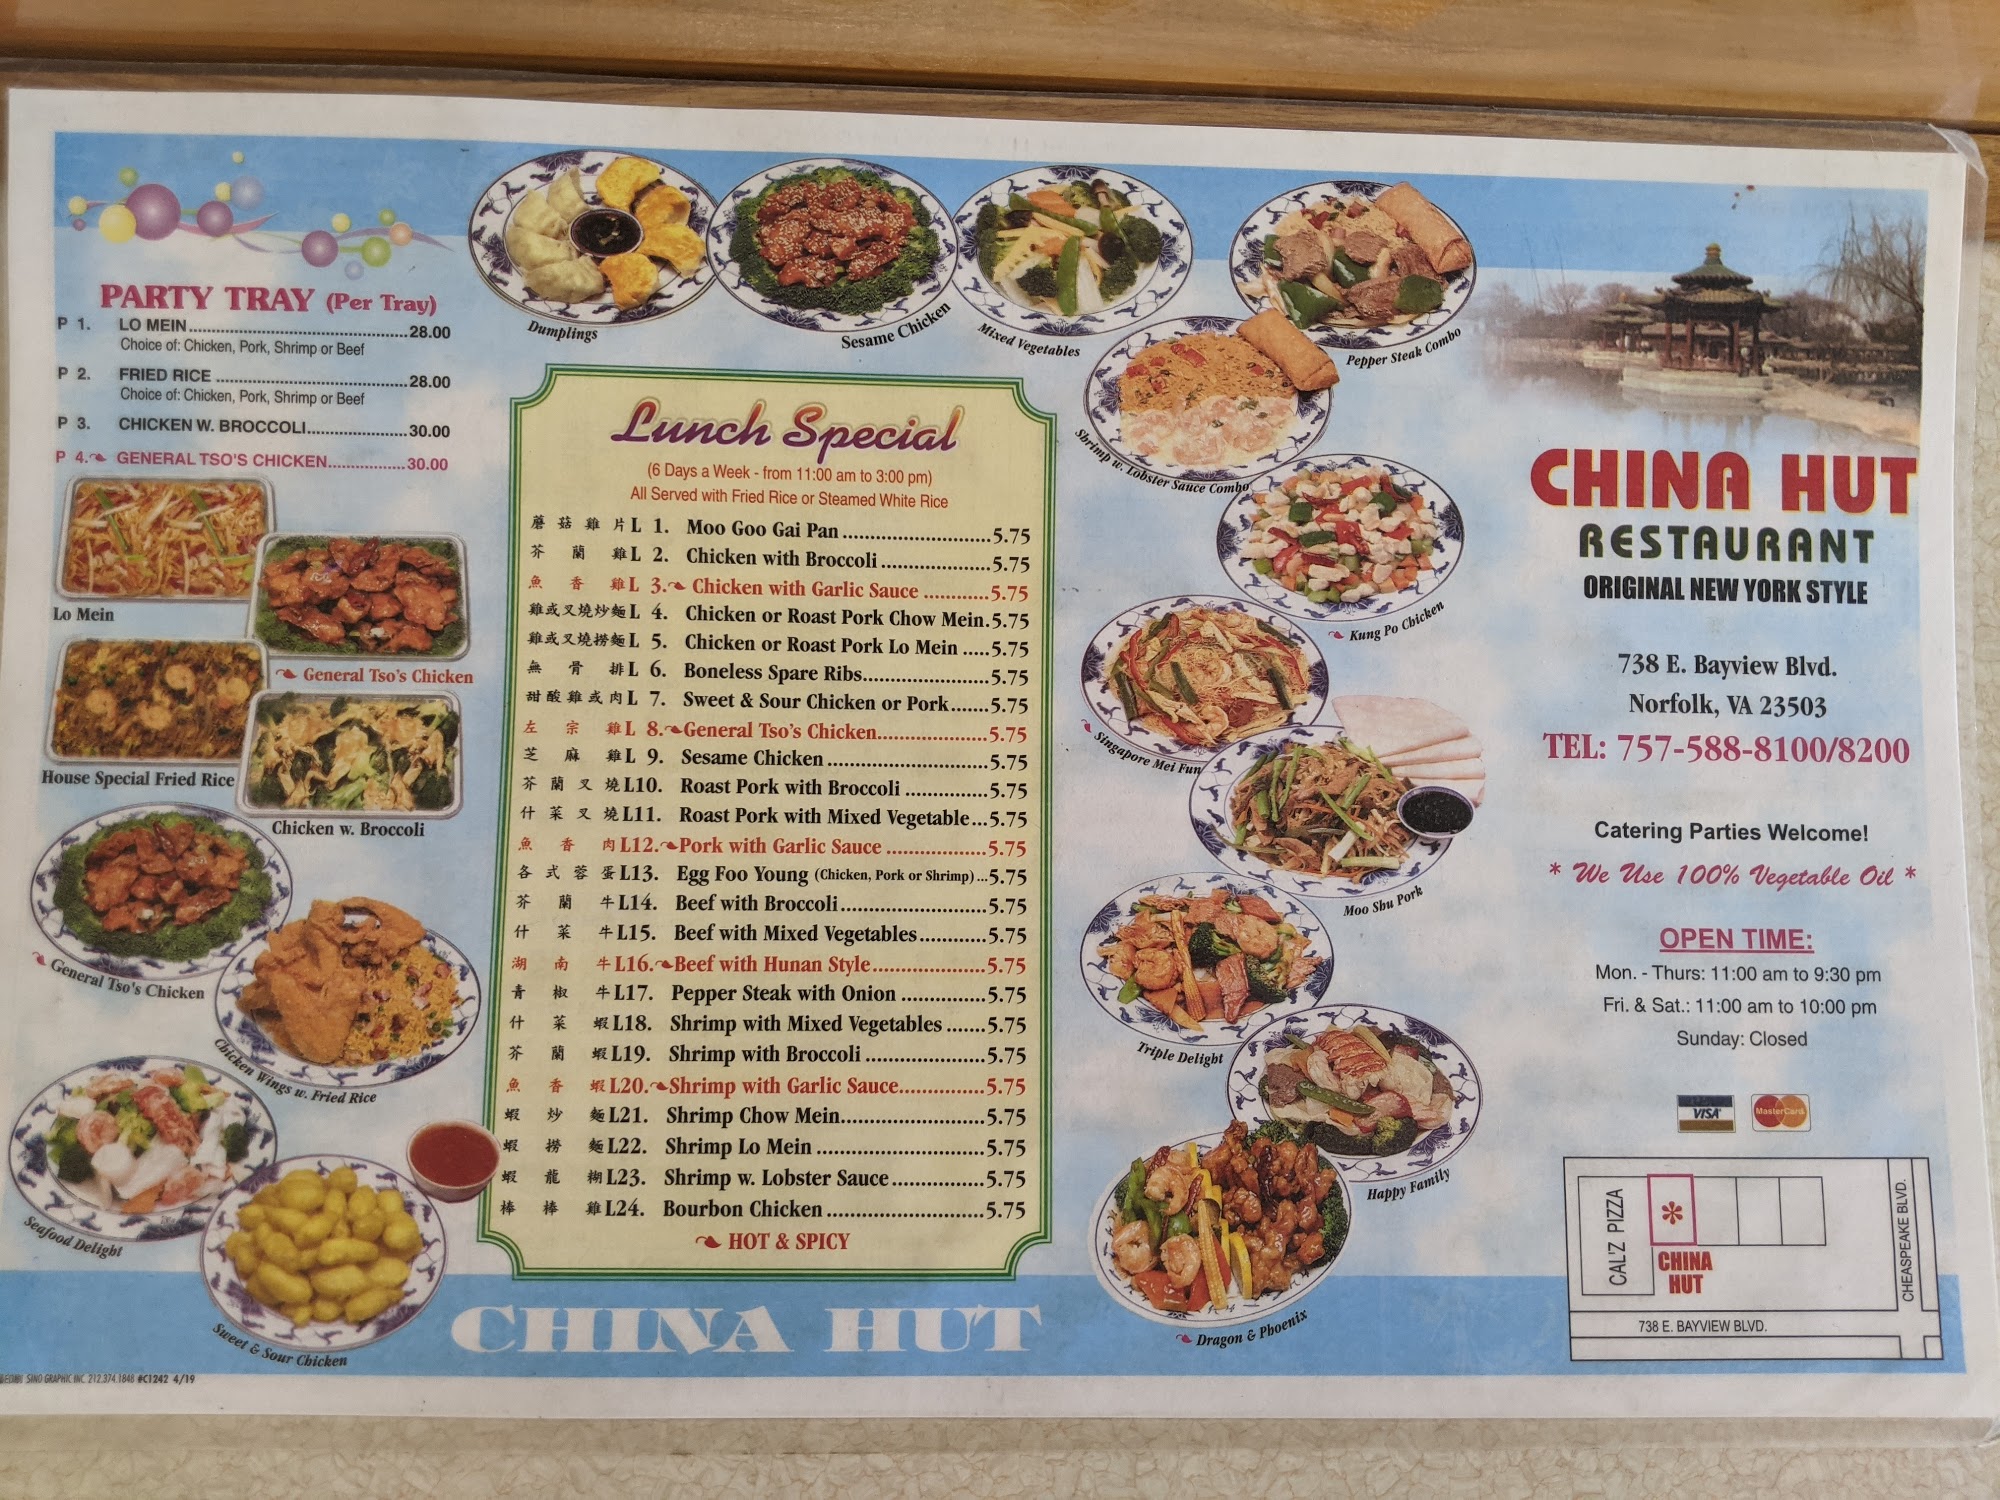 PARTY TRAY (Per Tray)
P 1. LO MEIN 28.00
Choice of: Chicken, Pork, Shrimp or Beef
P 2. FRIED RICE 28.00
Choice of: Chicken, Pork, Shrimp or Beef
P 3. CHICKEN W. BROCCOLI 30.00
P 4. GENERAL TSO'S CHICKEN 30.00
Lo Mein
General Tso's Chicken
House Special Fried Rice
Chicken w. Broccoli
General Tso's Chicken
Chicken Wings w. Fried Rice
Seafood Delight
Sweet & Sour Chicken
SINO GRAPHIC INC. 212.374.1848 #C1242 4/19
Dumplings
Sesame Chicken
Mixed Vegetables
Pepper Steak Combo
Shrimp w. Lobster Sauce Combo
Kung Po Chicken
Singapore Mei Fun
Moo Shu Pork
Triple Delight
Happy Family
Dragon & Phoenix
Lunch Special
(6 Days a Week - from 11:00 am to 3:00 pm)
All Served with Fried Rice or Steamed White Rice
蘑菇雞片 L 1. Moo Goo Gai Pan 5.75
芥蘭雞 L 2. Chicken with Broccoli 5.75
魚香雞 L 3. Chicken with Garlic Sauce 5.75
雞或叉燒炒麵 L 4. Chicken or Roast Pork Chow Mein 5.75
雞或叉燒撈麵 L 5. Chicken or Roast Pork Lo Mein 5.75
無骨排 L 6. Boneless Spare Ribs 5.75
甜酸雞或肉 L 7. Sweet & Sour Chicken or Pork 5.75
左宗雞 L 8. General Tso's Chicken 5.75
芝麻雞 L 9. Sesame Chicken 5.75
芥蘭叉燒 L10. Roast Pork with Broccoli 5.75
什菜叉燒 L11. Roast Pork with Mixed Vegetable 5.75
魚香肉 L12. Pork with Garlic Sauce 5.75
各式蓉蛋 L13. Egg Foo Young (Chicken, Pork or Shrimp) 5.75
芥蘭牛 L14. Beef with Broccoli 5.75
什菜牛 L15. Beef with Mixed Vegetables 5.75
湖南牛 L16. Beef with Hunan Style 5.75
青椒牛 L17. Pepper Steak with Onion 5.75
什菜蝦 L18. Shrimp with Mixed Vegetables 5.75
芥蘭蝦 L19. Shrimp with Broccoli 5.75
魚香蝦 L20. Shrimp with Garlic Sauce 5.75
蝦炒麵 L21. Shrimp Chow Mein 5.75
蝦撈麵 L22. Shrimp Lo Mein 5.75
蝦龍糊 L23. Shrimp w. Lobster Sauce 5.75
棒棒雞 L24. Bourbon Chicken 5.75
HOT & SPICY
CHINA HUT
CHINA HUT
RESTAURANT
ORIGINAL NEW YORK STYLE
738 E. Bayview Blvd.
Norfolk, VA 23503
TEL: 757-588-8100/8200
Catering Parties Welcome!
* We Use 100% Vegetable Oil *
OPEN TIME:
Mon. - Thurs: 11:00 am to 9:30 pm
Fri. & Sat.: 11:00 am to 10:00 pm
Sunday: Closed
VISA MasterCard
CAL'Z PIZZA
*
CHINA
HUT
CHEASPEAKE BLVD.
738 E. BAYVIEW BLVD.